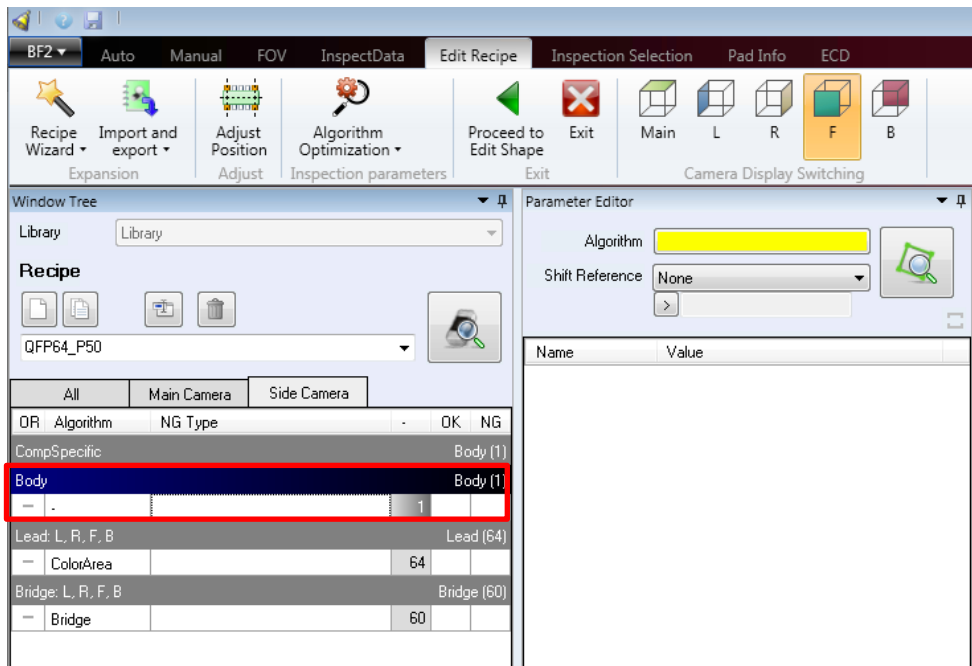 BF2 Auto Manual FOV InspectData Edit Recipe Inspection Selection Pad Info ECD
Recipe Wizard
Import and export
Adjust Position
Algorithm Optimization
Proceed to Edit Shape
Exit
Main
L
R
F
B
Expansion
Adjust
Inspection parameters
Exit
Camera Display Switching
Window Tree
Library Library
Recipe
QFP64_P50
All Main Camera Side Camera
OR Algorithm NG Type - OK NG
CompSpecific Body (1)
Body Body (1)
- 1
Lead: L, R, F, B Lead (64)
ColorArea 64
Bridge: L, R, F, B Bridge (60)
Bridge 60
Parameter Editor
Algorithm
Shift Reference None
>
Name Value